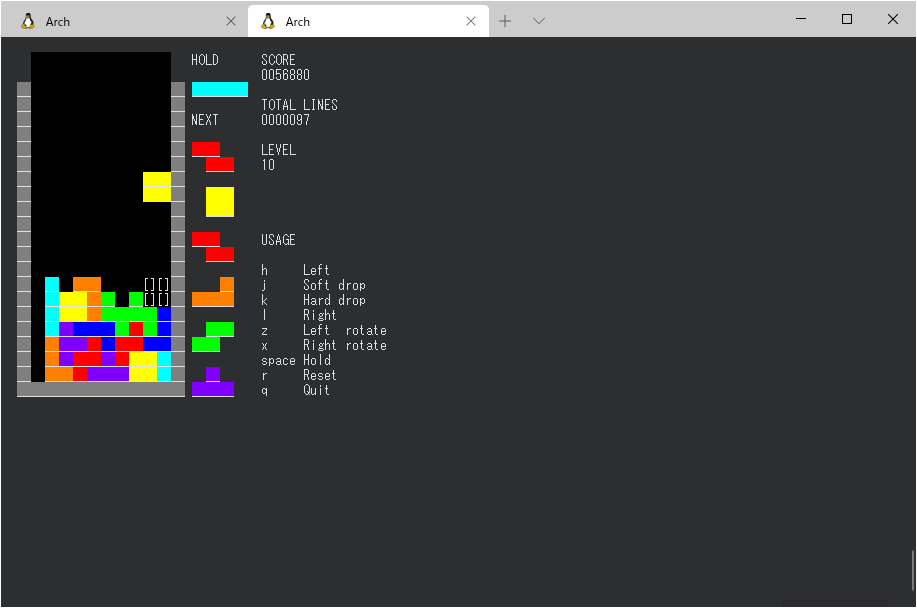 Arch
Arch
HOLD
SCORE
0056880
TOTAL LINES
NEXT
0000097
LEVEL
10
USAGE
[][]
h Left
j Soft drop
[][]
k Hard drop
l Right
z Left rotate
x Right rotate
space Hold
r Reset
q Quit